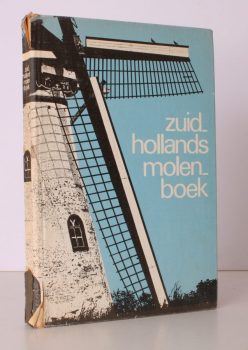 zuid_
hollands
molen_
boek